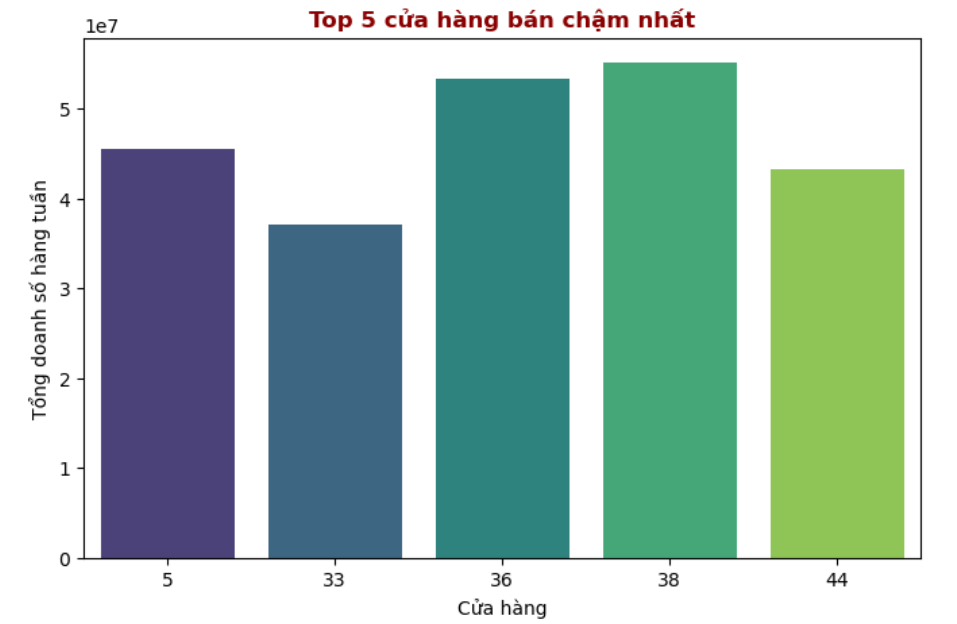 Top 5 cửa hàng bán chậm nhất
1e7
Tổng doanh số hàng tuần
5
4
3
2
1
0
5 33 36 38 44
Cửa hàng